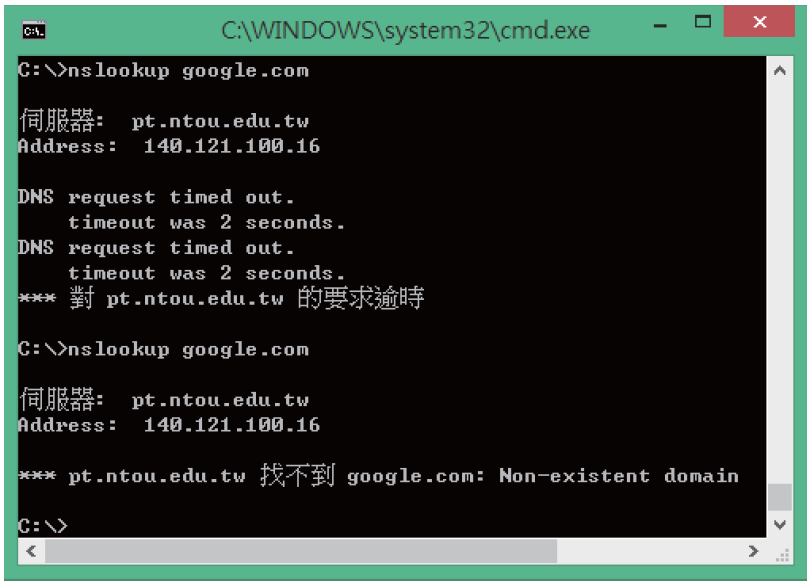 C:\WINDOWS\system32\cmd.exe
C:\>nslookup google.com
伺服器:  pt.ntou.edu.tw
Address:  140.121.100.16
DNS request timed out.
    timeout was 2 seconds.
DNS request timed out.
    timeout was 2 seconds.
*** 對 pt.ntou.edu.tw 的要求逾時
C:\>nslookup google.com
伺服器:  pt.ntou.edu.tw
Address:  140.121.100.16
*** pt.ntou.edu.tw 找不到 google.com: Non-existent domain
C:\>